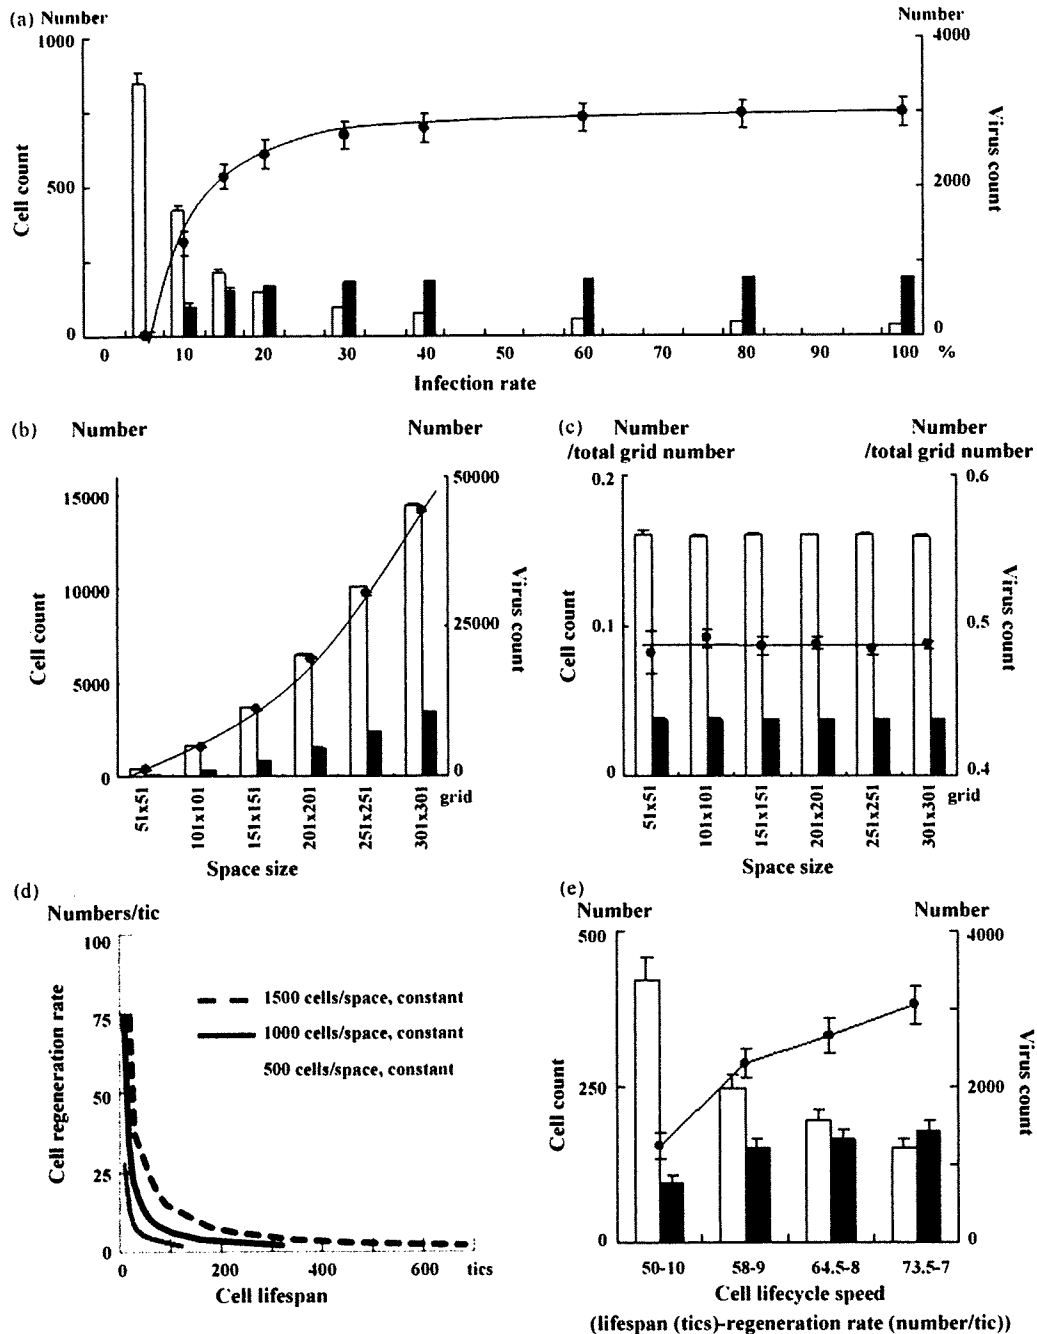 (a) Number
Number
1000
500
0
Cell count
4000
2000
0
Virus count
0 10 20 30 40 60 70 80 90 100 %
Infection rate
(b) Number
Number
15000
10000
5000
0
Cell count
50000
25000
0
Virus count
51x51
101x101
151x151
201x201
251x251
301x301
grid
Space size
(c) Number
/total grid number
Number
/total grid number
0.2
0.1
0
Cell count
0.6
0.5
0.4
Virus count
51x51
101x101
151x151
201x201
251x251
301x301
grid
Space size
(d)
Numbers/tic
100
75
50
25
0
Cell regeneration rate
1500 cells/space, constant
1000 cells/space, constant
500 cells/space, constant
0 200 400 600 tics
Cell lifespan
(e)
Number
Number
500
250
0
Cell count
4000
2000
0
Virus count
50-10 58-9 64.5-8 73.5-7
Cell lifecycle speed
(lifespan (tics)-regeneration rate (number/tic))